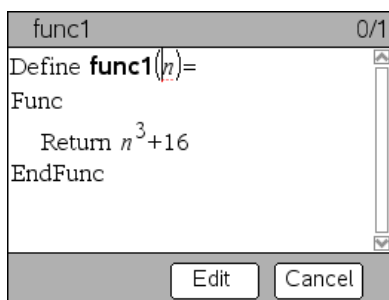 func1 0/1
Define func1(n)=
Func
Return n³+16
EndFunc
Edit Cancel